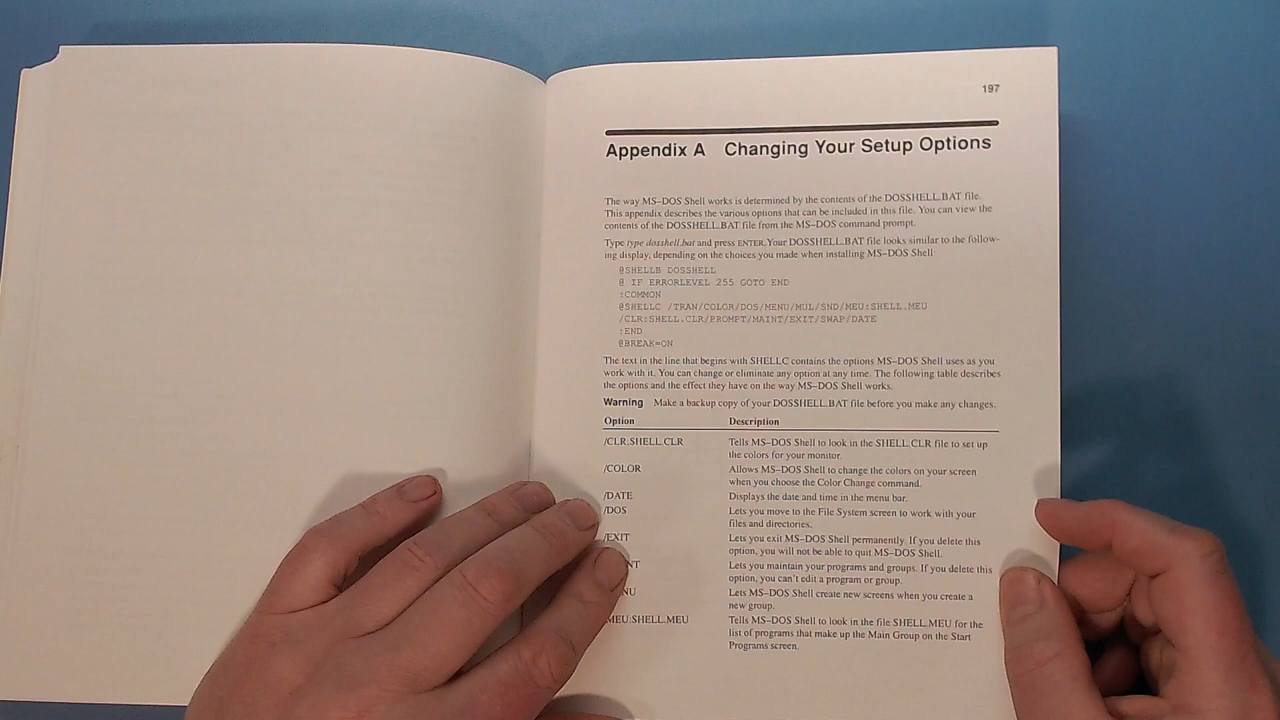 197
Appendix A Changing Your Setup Options
The way MS–DOS Shell works is determined by the contents of the DOSSHELL.BAT file.
This appendix describes the various options that can be included in this file. You can view the
contents of the DOSSHELL.BAT file from the MS–DOS command prompt.
Type type dosshell.bat and press ENTER.Your DOSSHELL.BAT file looks similar to the follow-
ing display, depending on the choices you made when installing MS–DOS Shell
@SHELLB DOSSHELL
@ IF ERRORLEVEL 255 GOTO END
:COMMON
@SHELLC /TRAN/COLOR/DOS/MENU/MUL/SND/MEU:SHELL.MEU
/CLR:SHELL.CLR/PROMPT/MAINT/EXIT/SWAP/DATE
:END
@BREAK=ON
The text in the line that begins with SHELLC contains the options MS–DOS Shell uses as you
work with it. You can change or eliminate any option at any time. The following table describes
the options and the effect they have on the way MS–DOS Shell works.
Warning Make a backup copy of your DOSSHELL.BAT file before you make any changes.
Option Description
/CLR:SHELL.CLR Tells MS–DOS Shell to look in the SHELL.CLR file to set up
the colors for your monitor.
/COLOR Allows MS–DOS Shell to change the colors on your screen
when you choose the Color Change command.
/DATE Displays the date and time in the menu bar.
/DOS Lets you move to the File System screen to work with your
files and directories.
/EXIT Lets you exit MS–DOS Shell permanently. If you delete this
option, you will not be able to quit MS–DOS Shell.
NT Lets you maintain your programs and groups. If you delete this
option, you can't edit a program or group.
NU Lets MS–DOS Shell create new screens when you create a
new group.
MEU:SHELL.MEU Tells MS–DOS Shell to look in the file SHELL.MEU for the
list of programs that make up the Main Group on the Start
Programs screen.